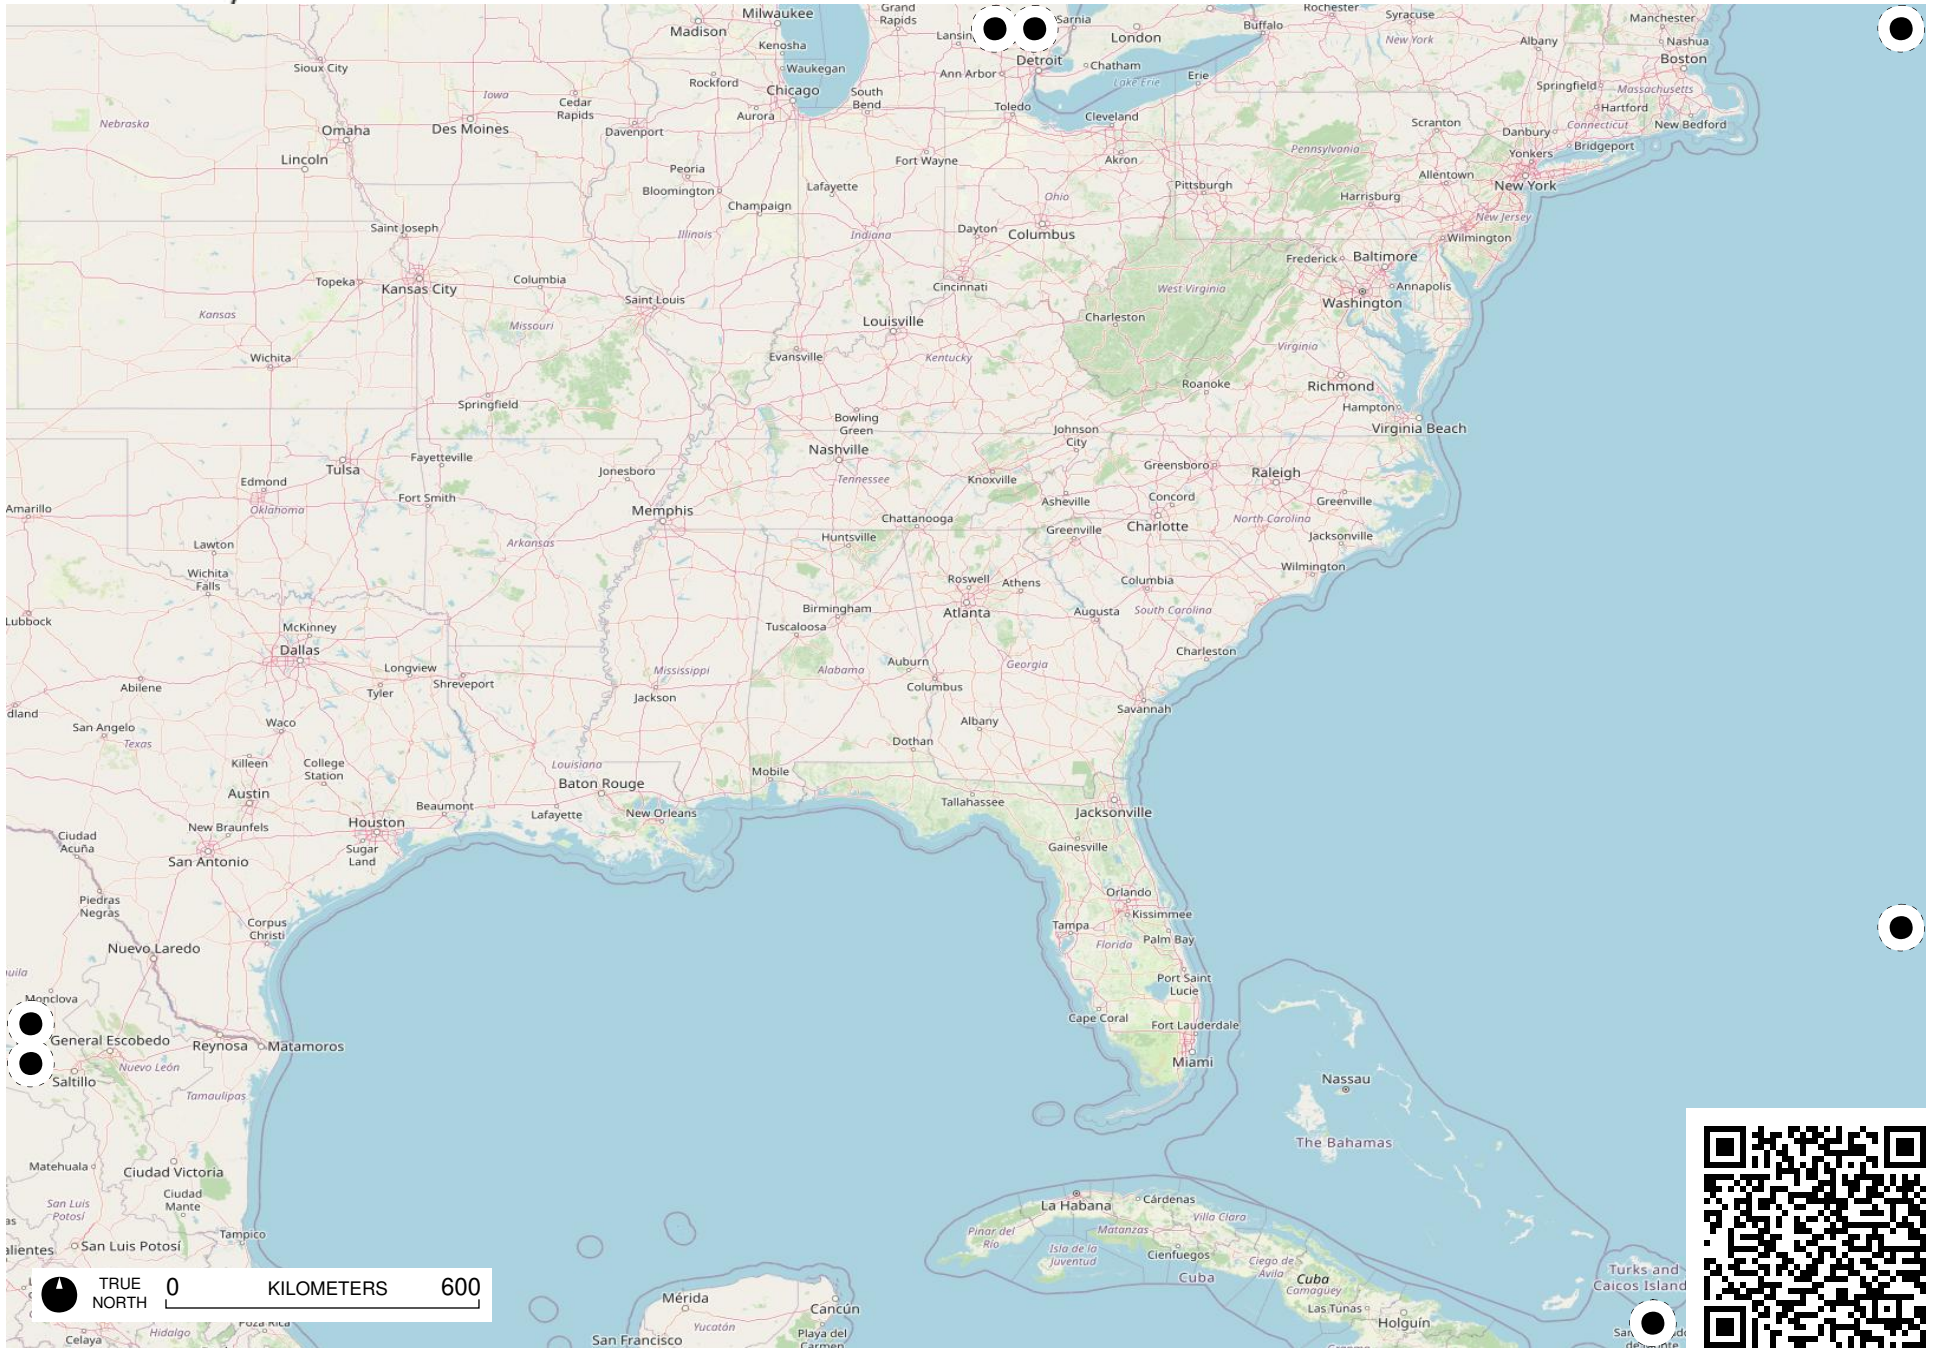 Milwaukee
Grand
Rapids
Rochester
Syracuse
Manchester
Madison
Lansin
Sarnia
London
Buffalo
New York
Albany
Nashua
Kenosha
Detroit
Boston
Sioux City
Waukegan
Ann Arbor
Chatham
Lake Erie
Erie
Springfield
Massachusetts
Rockford
Chicago
South
Bend
Iowa
Cedar
Rapids
Aurora
Toledo
Cleveland
Hartford
Nebraska
Omaha
Des Moines
Davenport
Scranton
Danbury
Connecticut
New Bedford
Lincoln
Peoria
Fort Wayne
Akron
Pennsylvania
Yonkers
Bridgeport
Bloomington
Lafayette
Pittsburgh
Allentown
New York
Champaign
Ohio
Harrisburg
New Jersey
Saint Joseph
Illinois
Indiana
Dayton
Columbus
Wilmington
Topeka
Kansas City
Columbia
Saint Louis
Cincinnati
West Virginia
Frederick
Baltimore
Annapolis
Washington
Kansas
Missouri
Louisville
Charleston
Wichita
Evansville
Kentucky
Virginia
Roanoke
Richmond
Springfield
Bowling
Green
Hampton
Virginia Beach
Johnson
City
Tulsa
Fayetteville
Jonesboro
Nashville
Tennessee
Knoxville
Greensboro
Raleigh
Edmond
Oklahoma
Fort Smith
Memphis
Asheville
Concord
Greenville
Amarillo
Chattanooga
Greenville
Charlotte
North Carolina
Lawton
Arkansas
Huntsville
Jacksonville
Wichita
Falls
Roswell
Athens
Columbia
Wilmington
Lubbock
McKinney
Birmingham
Atlanta
Augusta
South Carolina
Dallas
Tuscaloosa
Longview
Mississippi
Alabama
Auburn
Georgia
Charleston
Abilene
Tyler
Shreveport
Jackson
Columbus
dland
San Angelo
Texas
Waco
Albany
Savannah
Killeen
College
Station
Louisiana
Mobile
Dothan
Austin
Baton Rouge
Beaumont
Lafayette
New Orleans
Tallahassee
Jacksonville
Ciudad
Acuña
New Braunfels
Houston
Sugar
Land
San Antonio
Gainesville
Piedras
Negras
Orlando
Kissimmee
Corpus
Christi
Tampa
Florida
Palm Bay
Nuevo Laredo
uila
Monclova
Port Saint
Lucie
Cape Coral
Fort Lauderdale
General Escobedo
Reynosa
Matamoros
Miami
Saltillo
Nuevo León
Nassau
Tamaulipas
The Bahamas
Matehuala
Ciudad Victoria
Ciudad
Mante
San Luis
Potosí
as
La Habana
Cárdenas
Matanzas
Villa Clara
Pinar del
Río
Isla de la
Juventud
Cienfuegos
Ciego de
Ávila
Cuba
Cuba
Camagüey
Tampico
alientes
San Luis Potosí
Turks and
Caicos Island
TRUE
NORTH
0
KILOMETERS
600
Mérida
Cancún
Las Tunas
Holguín
Poza Rica
Celaya
Hidalgo
San Francisco
Yucatán
Playa del
Carmen
Granma